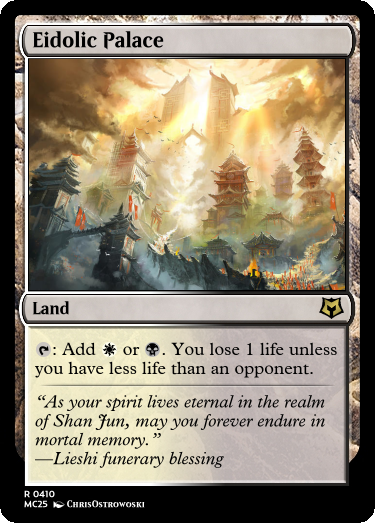 Eidolic Palace
Land
: Add or . You lose 1 life unless
you have less life than an opponent.
“As your spirit lives eternal in the realm
of Shan Jun, may you forever endure in
mortal memory.”
—Lieshi funerary blessing
R 0410
MC25 ChrisOstrowoski